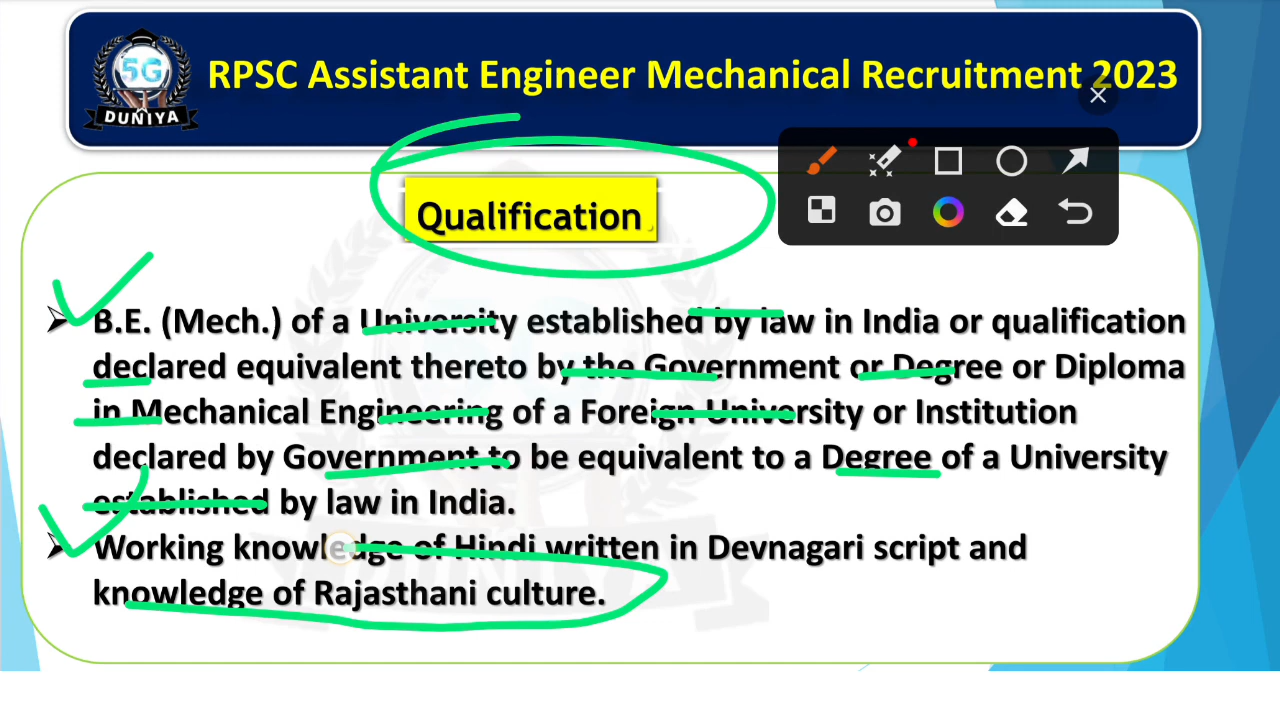 5G
DUNIYA
RPSC Assistant Engineer Mechanical Recruitment 2023
Qualification.
B.E. (Mech.) of a University established by law in India or qualification
declared equivalent thereto by the Government or Degree or Diploma
in Mechanical Engineering of a Foreign University or Institution
declared by Government to be equivalent to a Degree of a University
established by law in India.
Working knowledge of Hindi written in Devnagari script and
knowledge of Rajasthani culture.